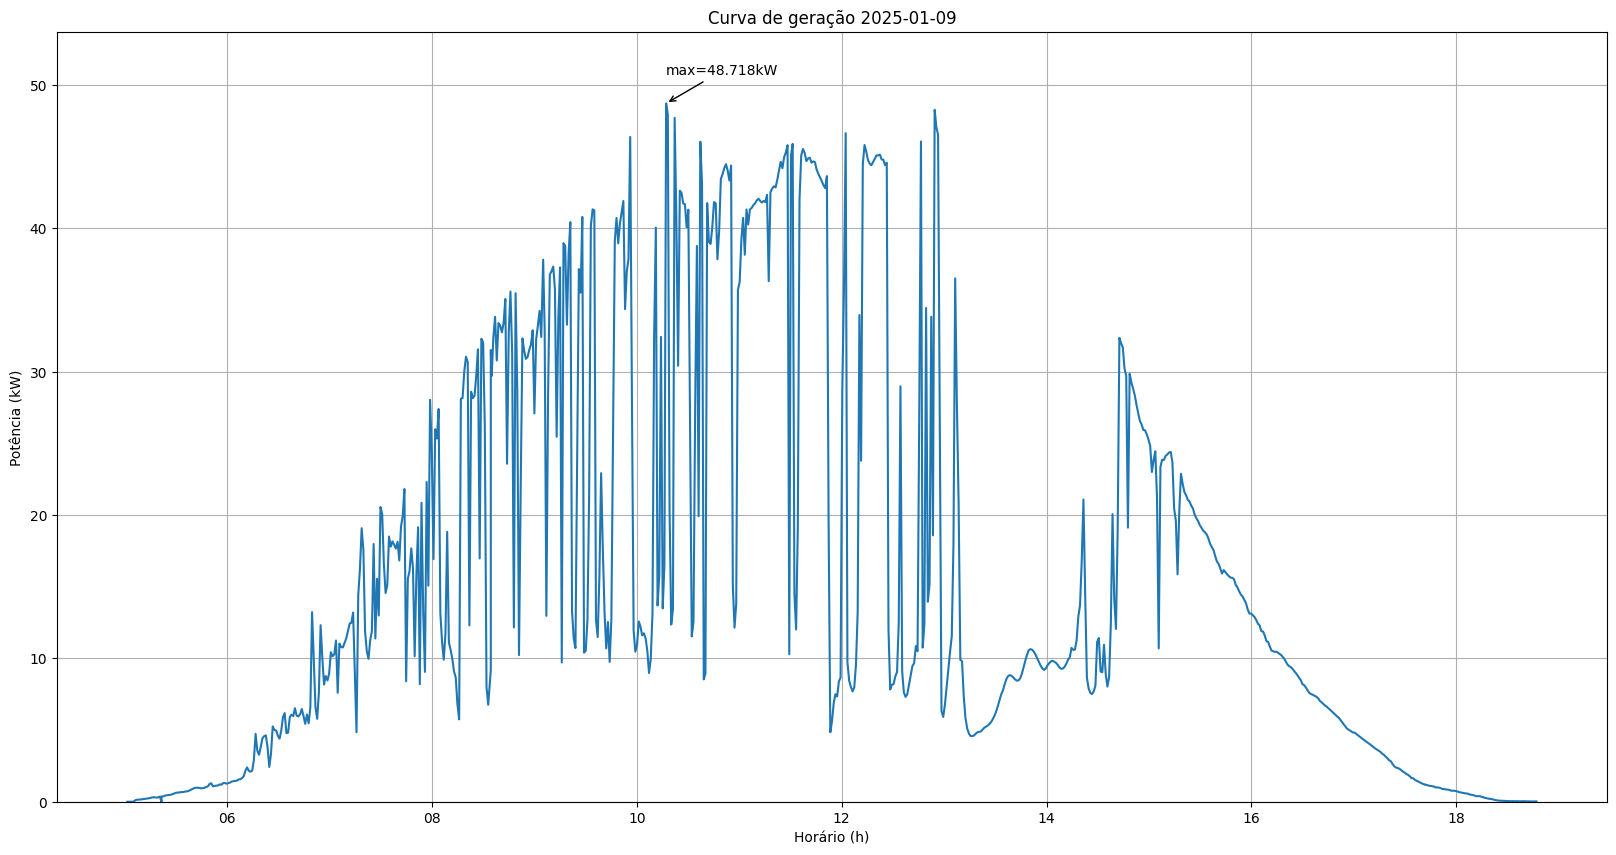 Curva de geração 2025-01-09
max=48.718kW
50
40
30
20
10
0
Potência (kW)
06 08 10 12 14 16 18
Horário (h)